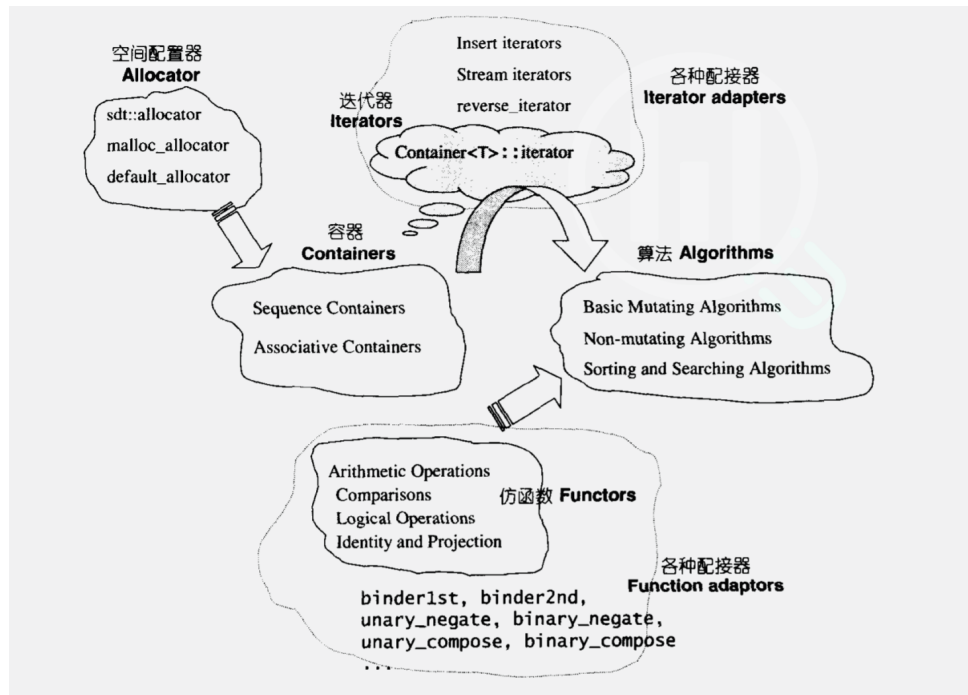 空间配置器
Allocator
sdt::allocator
malloc_allocator
default_allocator
Insert iterators
Stream iterators
reverse_iterator
各种配接器
Iterator adapters
迭代器
Iterators
Container<T>::iterator
容器
Containers
Sequence Containers
Associative Containers
算法 Algorithms
Basic Mutating Algorithms
Non-mutating Algorithms
Sorting and Searching Algorithms
Arithmetic Operations
Comparisons
Logical Operations
Identity and Projection
仿函数 Functors
各种配接器
Function adaptors
binder1st, binder2nd,
unary_negate, binary_negate,
unary_compose, binary_compose
...